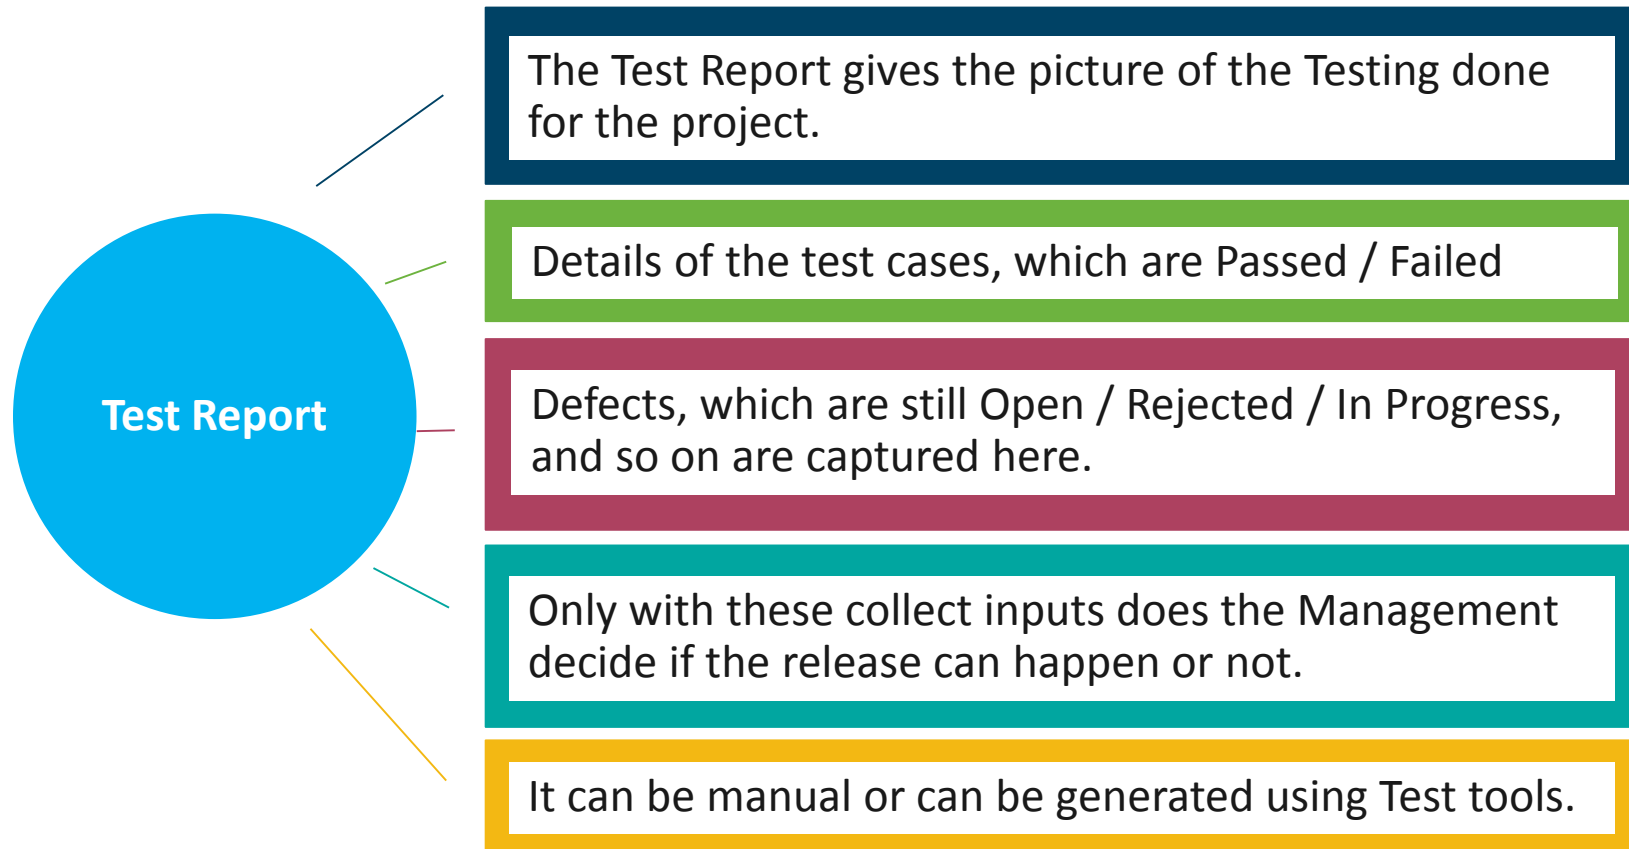 The Test Report gives the picture of the Testing done
for the project.
Details of the test cases, which are Passed / Failed
Test Report
Defects, which are still Open / Rejected / In Progress,
and so on are captured here.
Only with these collect inputs does the Management
decide if the release can happen or not.
It can be manual or can be generated using Test tools.